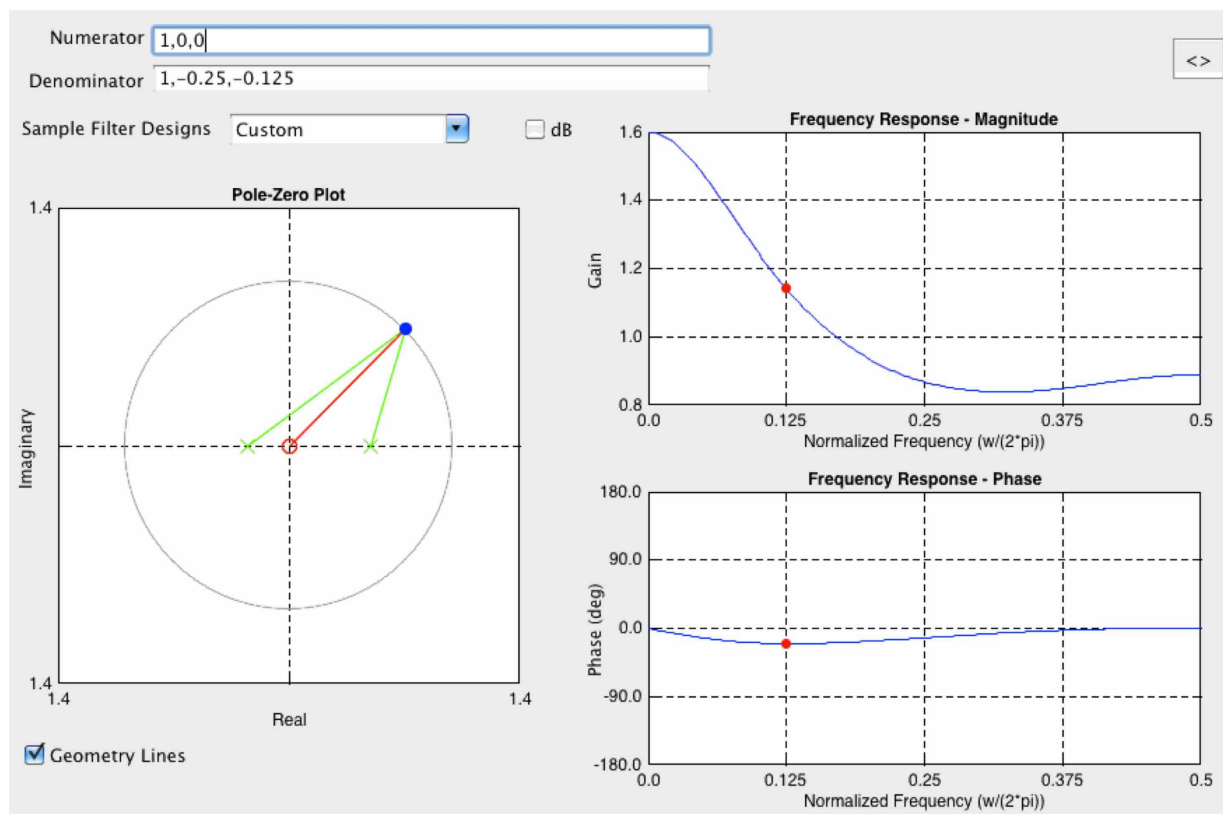 Numerator 1,0,0
Denominator 1,-0.25,-0.125
<>
Sample Filter Designs Custom dB
Pole-Zero Plot
1.4
Imaginary
1.4
1.4 1.4
Real
Geometry Lines
Frequency Response - Magnitude
1.6
1.4
1.2
1.0
0.8
Gain
0.0 0.125 0.25 0.375 0.5
Normalized Frequency (w/(2*pi))
Frequency Response - Phase
180.0
90.0
0.0
-90.0
-180.0
Phase (deg)
0.0 0.125 0.25 0.375 0.5
Normalized Frequency (w/(2*pi))